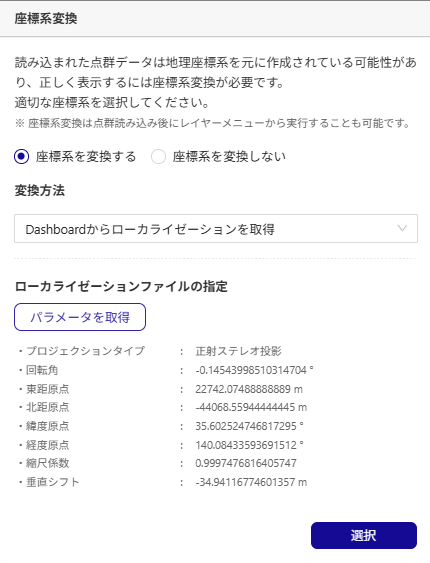 座標系変換
読み込まれた点群データは地理座標系を元に作成されている可能性があ
り、正しく表示するには座標系変換が必要です。
適切な座標系を選択してください。
※ 座標系変換は点群読み込み後にレイヤーメニューから実行することも可能です。
座標系を変換する 座標系を変換しない
変換方法
Dashboardからローカライゼーションを取得
ローカライゼーションファイルの指定
パラメータを取得
・プロジェクションタイプ : 正射ステレオ投影
・回転角 : -0.14543998510314704 °
・東距原点 : 22742.07488888889 m
・北距原点 : -44068.55944444445 m
・緯度原点 : 35.602524746817295 °
・経度原点 : 140.08433593691512 °
・縮尺係数 : 0.9997476816405747
・垂直シフト : -34.94116774601357 m
選択